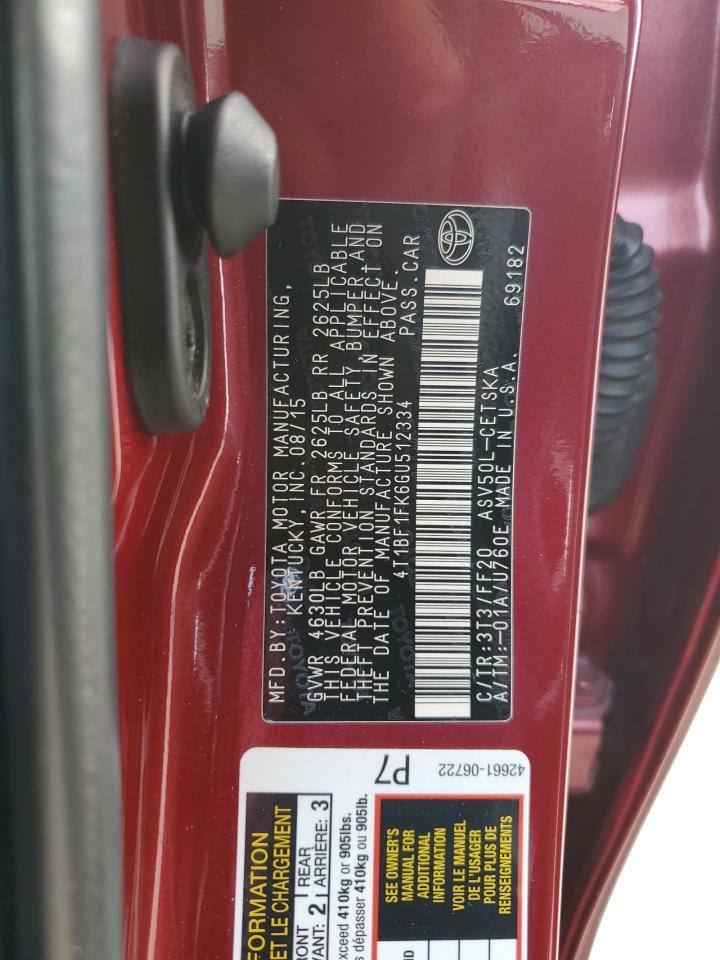 MFD.BY:TOYOTA MOTOR MANUFACTURING,
KENTUCKY, INC. 08/15
GVWR 4630LB GAWR FR 2625LB RR 2625LB
THIS VEHICLE CONFORMS TO ALL APPLICABLE
FEDERAL MOTOR VEHICLE SAFETY, BUMPER,AND
THEFT PREVENTION STANDARDS IN EFFECT ON
THE DATE OF MANUFACTURE SHOWN ABOVE.
4T1BF1FK6GU512334 PASS.CAR
C/TR:3T3/FF20 ASV50L-CETSKA
A/TM:-01A/U760E MADE IN U.S.A.
69182
P7
42661-06722
FORMATION
ET LE CHARGEMENT
RONT 2 REAR 3
VANT: ARRIÈRE:
exceed 410kg or 905lbs.
s dépasser 410kg ou 905lb.
SEE OWNER'S
MANUAL FOR
ADDITIONAL
INFORMATION
VOIR LE MANUEL
DE L'USAGER
POUR PLUS DE
RENSEIGNEMENTS